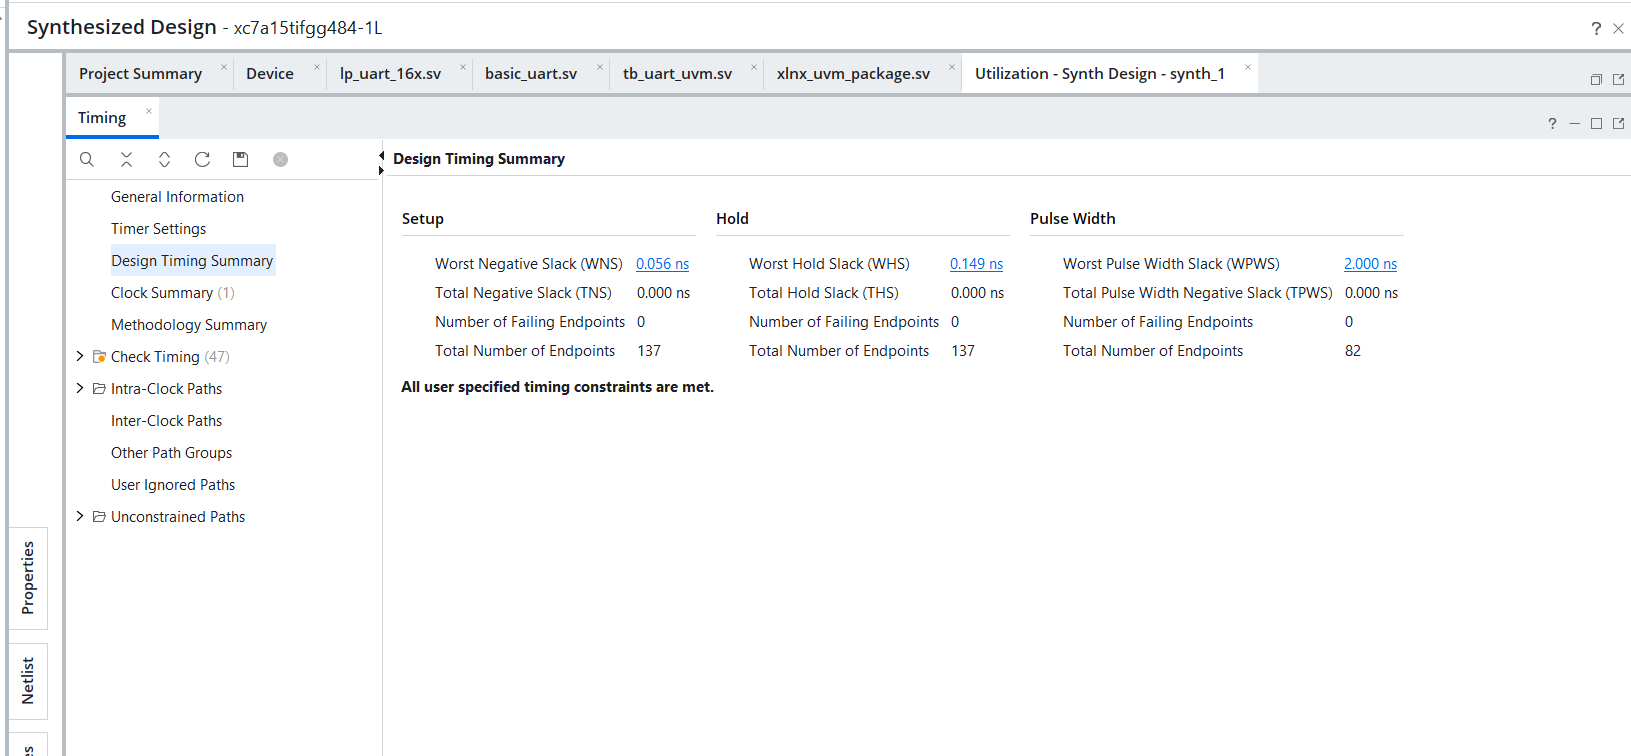 Synthesized Design - xc7a15tifgg484-1L
? ×
Project Summary × Device × lp_uart_16x.sv × basic_uart.sv × tb_uart_uvm.sv × xlnx_uvm_package.sv × Utilization - Synth Design - synth_1 ×
Timing ×
?
Design Timing Summary
General Information
Timer Settings
Design Timing Summary
Clock Summary (1)
Methodology Summary
Check Timing (47)
Intra-Clock Paths
Inter-Clock Paths
Other Path Groups
User Ignored Paths
Unconstrained Paths
Setup
Worst Negative Slack (WNS) 0.056 ns
Total Negative Slack (TNS) 0.000 ns
Number of Failing Endpoints 0
Total Number of Endpoints 137
Hold
Worst Hold Slack (WHS) 0.149 ns
Total Hold Slack (THS) 0.000 ns
Number of Failing Endpoints 0
Total Number of Endpoints 137
Pulse Width
Worst Pulse Width Slack (WPWS) 2.000 ns
Total Pulse Width Negative Slack (TPWS) 0.000 ns
Number of Failing Endpoints 0
Total Number of Endpoints 82
All user specified timing constraints are met.
Properties
Netlist